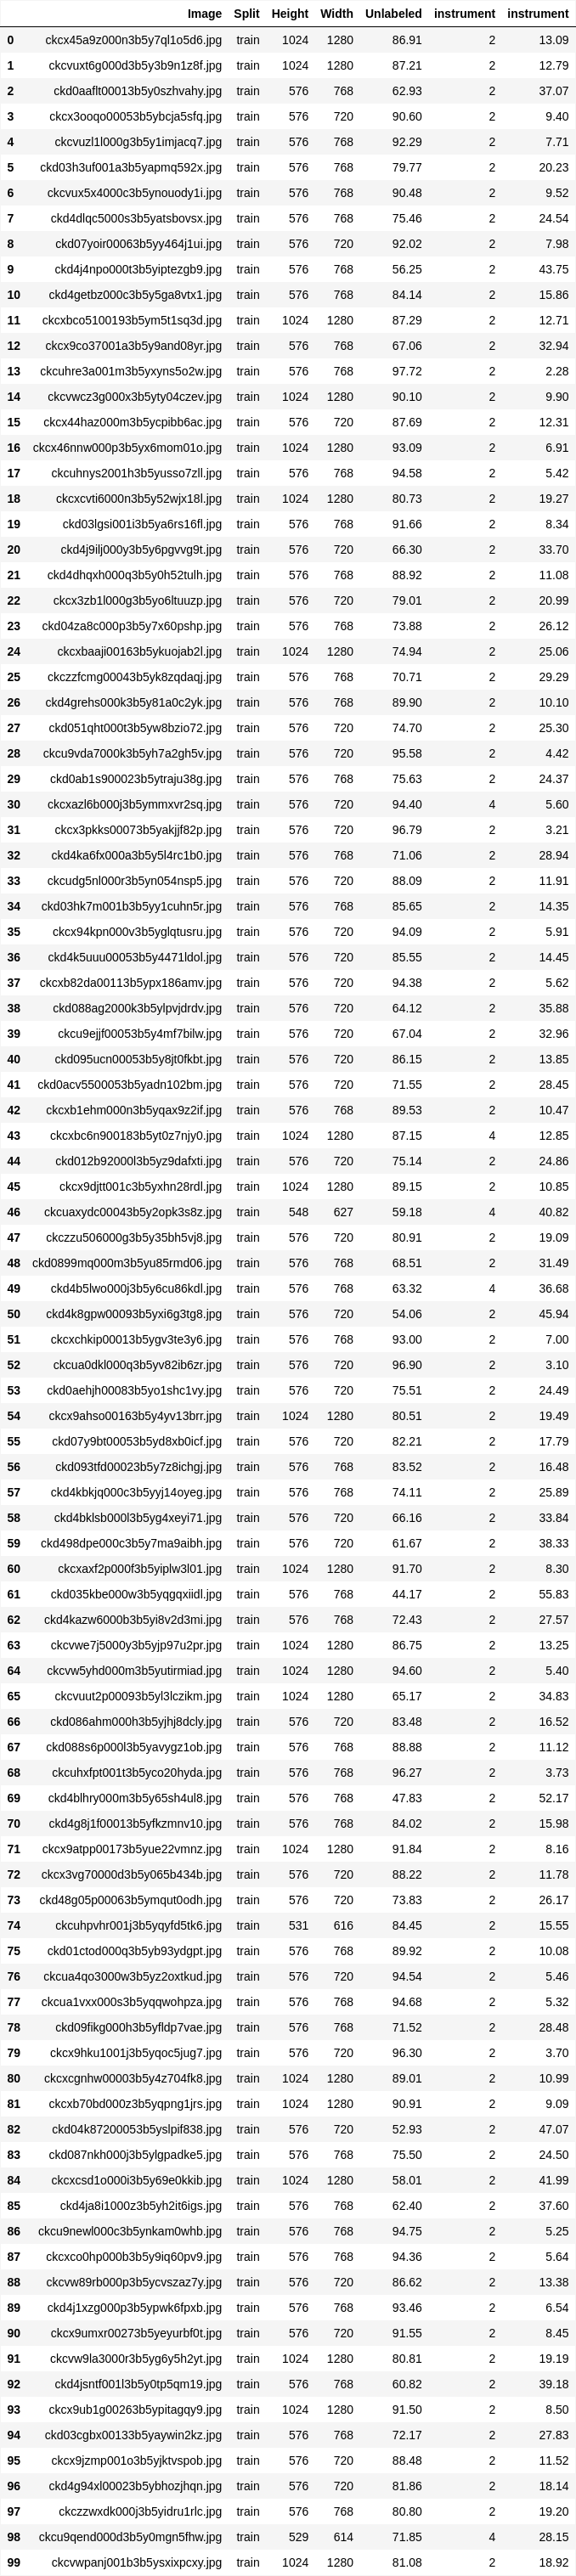 Image Split Height Width Unlabeled instrument instrument
0 ckcx45a9z000n3b5y7ql1o5d6.jpg train 1024 1280 86.91 2 13.09
1 ckcvuxt6g000d3b5y3b9n1z8f.jpg train 1024 1280 87.21 2 12.79
2 ckd0aaflt00013b5y0szhvahy.jpg train 576 768 62.93 2 37.07
3 ckcx3ooqo00053b5ybcja5sfq.jpg train 576 720 90.60 2 9.40
4 ckcvuzl1l000g3b5y1imjacq7.jpg train 576 768 92.29 2 7.71
5 ckd03h3uf001a3b5yapmq592x.jpg train 576 768 79.77 2 20.23
6 ckcvux5x4000c3b5ynouody1i.jpg train 576 768 90.48 2 9.52
7 ckd4dlqc5000s3b5yatsbovsx.jpg train 576 768 75.46 2 24.54
8 ckd07yoir00063b5yy464j1ui.jpg train 576 720 92.02 2 7.98
9 ckd4j4npo000t3b5yiptezgb9.jpg train 576 768 56.25 2 43.75
10 ckd4getbz000c3b5y5ga8vtx1.jpg train 576 768 84.14 2 15.86
11 ckcxbco5100193b5ym5t1sq3d.jpg train 1024 1280 87.29 2 12.71
12 ckcx9co37001a3b5y9and08yr.jpg train 576 768 67.06 2 32.94
13 ckcuhre3a001m3b5yxyns5o2w.jpg train 576 768 97.72 2 2.28
14 ckcvwcz3g000x3b5yty04czev.jpg train 1024 1280 90.10 2 9.90
15 ckcx44haz000m3b5ycpibb6ac.jpg train 576 720 87.69 2 12.31
16 ckcx46nnw000p3b5yx6mom01o.jpg train 1024 1280 93.09 2 6.91
17 ckcuhnys2001h3b5yusso7zll.jpg train 576 768 94.58 2 5.42
18 ckcxcvti6000n3b5y52wjx18l.jpg train 1024 1280 80.73 2 19.27
19 ckd03lgsi001i3b5ya6rs16fl.jpg train 576 768 91.66 2 8.34
20 ckd4j9ilj000y3b5y6pgvvg9t.jpg train 576 720 66.30 2 33.70
21 ckd4dhqxh000q3b5y0h52tulh.jpg train 576 768 88.92 2 11.08
22 ckcx3zb1l000g3b5yo6ltuuzp.jpg train 576 720 79.01 2 20.99
23 ckd04za8c000p3b5y7x60pshp.jpg train 576 768 73.88 2 26.12
24 ckcxbaaji00163b5ykuojab2l.jpg train 1024 1280 74.94 2 25.06
25 ckczzfcmg00043b5yk8zqdaqj.jpg train 576 768 70.71 2 29.29
26 ckd4grehs000k3b5y81a0c2yk.jpg train 576 768 89.90 2 10.10
27 ckd051qht000t3b5yw8bzio72.jpg train 576 720 74.70 2 25.30
28 ckcu9vda7000k3b5yh7a2gh5v.jpg train 576 720 95.58 2 4.42
29 ckd0ab1s900023b5ytraju38g.jpg train 576 768 75.63 2 24.37
30 ckcxazl6b000j3b5ymmxvr2sq.jpg train 576 720 94.40 4 5.60
31 ckcx3pkks00073b5yakjjf82p.jpg train 576 720 96.79 2 3.21
32 ckd4ka6fx000a3b5y5l4rc1b0.jpg train 576 768 71.06 2 28.94
33 ckcudg5nl000r3b5yn054nsp5.jpg train 576 720 88.09 2 11.91
34 ckd03hk7m001b3b5yy1cuhn5r.jpg train 576 768 85.65 2 14.35
35 ckcx94kpn000v3b5yglqtusru.jpg train 576 720 94.09 2 5.91
36 ckd4k5uuu00053b5y4471ldol.jpg train 576 720 85.55 2 14.45
37 ckcxb82da00113b5ypx186amv.jpg train 576 720 94.38 2 5.62
38 ckd088ag2000k3b5ylpvjdrdv.jpg train 576 720 64.12 2 35.88
39 ckcu9ejjf00053b5y4mf7bilw.jpg train 576 720 67.04 2 32.96
40 ckd095ucn00053b5y8jt0fkbt.jpg train 576 720 86.15 2 13.85
41 ckd0acv5500053b5yadn102bm.jpg train 576 720 71.55 2 28.45
42 ckcxb1ehm000n3b5yqax9z2if.jpg train 576 768 89.53 2 10.47
43 ckcxbc6n900183b5yt0z7njy0.jpg train 1024 1280 87.15 4 12.85
44 ckd012b92000l3b5yz9dafxti.jpg train 576 720 75.14 2 24.86
45 ckcx9djtt001c3b5yxhn28rdl.jpg train 1024 1280 89.15 2 10.85
46 ckcuaxydc00043b5y2opk3s8z.jpg train 548 627 59.18 4 40.82
47 ckczzu506000g3b5y35bh5vj8.jpg train 576 720 80.91 2 19.09
48 ckd0899mq000m3b5yu85rmd06.jpg train 576 768 68.51 2 31.49
49 ckd4b5lwo000j3b5y6cu86kdl.jpg train 576 768 63.32 4 36.68
50 ckd4k8gpw00093b5yxi6g3tg8.jpg train 576 720 54.06 2 45.94
51 ckcxchkip00013b5ygv3te3y6.jpg train 576 768 93.00 2 7.00
52 ckcua0dkl000q3b5yv82ib6zr.jpg train 576 720 96.90 2 3.10
53 ckd0aehjh00083b5yo1shc1vy.jpg train 576 720 75.51 2 24.49
54 ckcx9ahso00163b5y4yv13brr.jpg train 1024 1280 80.51 2 19.49
55 ckd07y9bt00053b5yd8xb0icf.jpg train 576 720 82.21 2 17.79
56 ckd093tfd00023b5y7z8ichgj.jpg train 576 768 83.52 2 16.48
57 ckd4kbkjq000c3b5yyj14oyeg.jpg train 576 768 74.11 2 25.89
58 ckd4bklsb000l3b5yg4xeyi71.jpg train 576 720 66.16 2 33.84
59 ckd498dpe000c3b5y7ma9aibh.jpg train 576 720 61.67 2 38.33
60 ckcxaxf2p000f3b5yiplw3l01.jpg train 1024 1280 91.70 2 8.30
61 ckd035kbe000w3b5yqgqxiidl.jpg train 576 768 44.17 2 55.83
62 ckd4kazw6000b3b5yi8v2d3mi.jpg train 576 768 72.43 2 27.57
63 ckcvwe7j5000y3b5yjp97u2pr.jpg train 1024 1280 86.75 2 13.25
64 ckcvw5yhd000m3b5yutirmiad.jpg train 1024 1280 94.60 2 5.40
65 ckcvuut2p00093b5yl3lczikm.jpg train 1024 1280 65.17 2 34.83
66 ckd086ahm000h3b5yjhj8dcly.jpg train 576 720 83.48 2 16.52
67 ckd088s6p000l3b5yavygz1ob.jpg train 576 768 88.88 2 11.12
68 ckcuhxfpt001t3b5yco20hyda.jpg train 576 768 96.27 2 3.73
69 ckd4blhry000m3b5y65sh4ul8.jpg train 576 768 47.83 2 52.17
70 ckd4g8j1f00013b5yfkzmnv10.jpg train 576 768 84.02 2 15.98
71 ckcx9atpp00173b5yue22vmnz.jpg train 1024 1280 91.84 2 8.16
72 ckcx3vg70000d3b5y065b434b.jpg train 576 720 88.22 2 11.78
73 ckd48g05p00063b5ymqut0odh.jpg train 576 720 73.83 2 26.17
74 ckcuhpvhr001j3b5yqyfd5tk6.jpg train 531 616 84.45 2 15.55
75 ckd01ctod000q3b5yb93ydgpt.jpg train 576 768 89.92 2 10.08
76 ckcua4qo3000w3b5yz2oxtkud.jpg train 576 720 94.54 2 5.46
77 ckcua1vxx000s3b5yqqwohpza.jpg train 576 768 94.68 2 5.32
78 ckd09fikg000h3b5yfldp7vae.jpg train 576 768 71.52 2 28.48
79 ckcx9hku1001j3b5yqoc5jug7.jpg train 576 720 96.30 2 3.70
80 ckcxcgnhw00003b5y4z704fk8.jpg train 1024 1280 89.01 2 10.99
81 ckcxb70bd000z3b5yqpng1jrs.jpg train 1024 1280 90.91 2 9.09
82 ckd04k87200053b5yslpif838.jpg train 576 720 52.93 2 47.07
83 ckd087nkh000j3b5ylgpadke5.jpg train 576 768 75.50 2 24.50
84 ckcxcsd1o000i3b5y69e0kkib.jpg train 1024 1280 58.01 2 41.99
85 ckd4ja8i1000z3b5yh2it6igs.jpg train 576 768 62.40 2 37.60
86 ckcu9newl000c3b5ynkam0whb.jpg train 576 768 94.75 2 5.25
87 ckcxco0hp000b3b5y9iq60pv9.jpg train 576 768 94.36 2 5.64
88 ckcvw89rb000p3b5ycvszaz7y.jpg train 576 720 86.62 2 13.38
89 ckd4j1xzg000p3b5ypwk6fpxb.jpg train 576 768 93.46 2 6.54
90 ckcx9umxr00273b5yeyurbf0t.jpg train 576 720 91.55 2 8.45
91 ckcvw9la3000r3b5yg6y5h2yt.jpg train 1024 1280 80.81 2 19.19
92 ckd4jsntf001l3b5y0tp5qm19.jpg train 576 768 60.82 2 39.18
93 ckcx9ub1g00263b5ypitagqy9.jpg train 1024 1280 91.50 2 8.50
94 ckd03cgbx00133b5yaywin2kz.jpg train 576 768 72.17 2 27.83
95 ckcx9jzmp001o3b5yjktvspob.jpg train 576 720 88.48 2 11.52
96 ckd4g94xl00023b5ybhozjhqn.jpg train 576 720 81.86 2 18.14
97 ckczzwxdk000j3b5yidru1rlc.jpg train 576 768 80.80 2 19.20
98 ckcu9qend000d3b5y0mgn5fhw.jpg train 529 614 71.85 4 28.15
99 ckcvwpanj001b3b5ysxixpcxy.jpg train 1024 1280 81.08 2 18.92